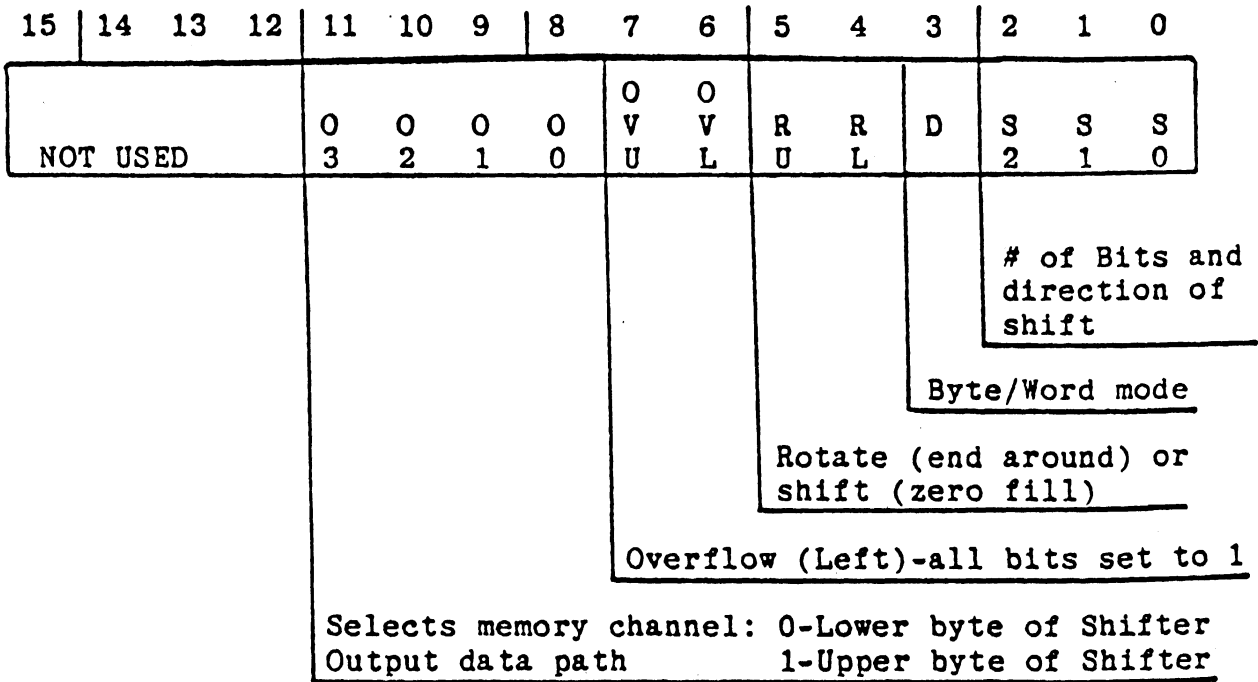 15 14 13 12 11 10 9 8 7 6 5 4 3 2 1 0
O O
O O O O V V R R D S S S
NOT USED 3 2 1 0 U L U L 2 1 0
# of Bits and
direction of
shift
Byte/Word mode
Rotate (end around) or
shift (zero fill)
Overflow (Left)-all bits set to 1
Selects memory channel: 0-Lower byte of Shifter
Output data path 1-Upper byte of Shifter